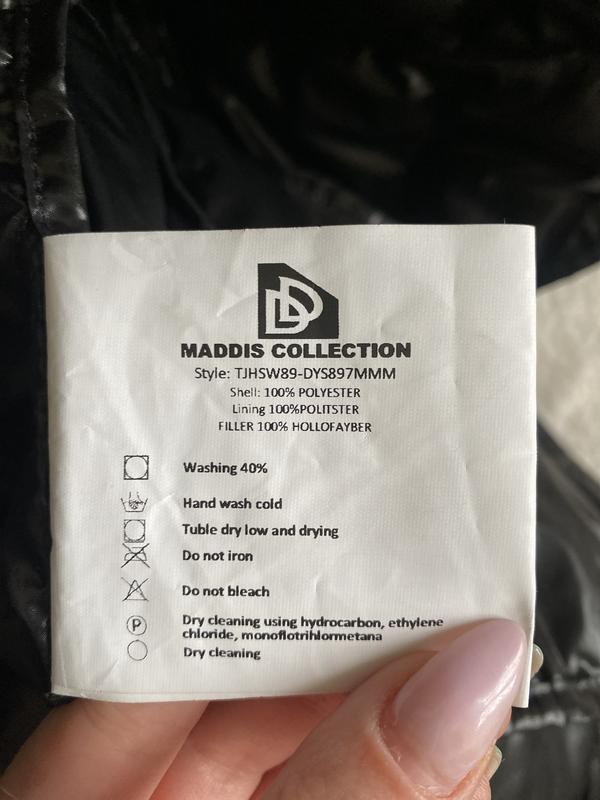 MADDIS COLLECTION
Style: TJHSW89-DYS897MMM
Shell: 100% POLYESTER
Lining 100%POLITSTER
FILLER 100% HOLLOFAYBER
Washing 40%
Hand wash cold
Tuble dry low and drying
Do not iron
Do not bleach
P
Dry cleaning using hydrocarbon, ethylene
chloride, monoflotrihlormetana
Dry cleaning